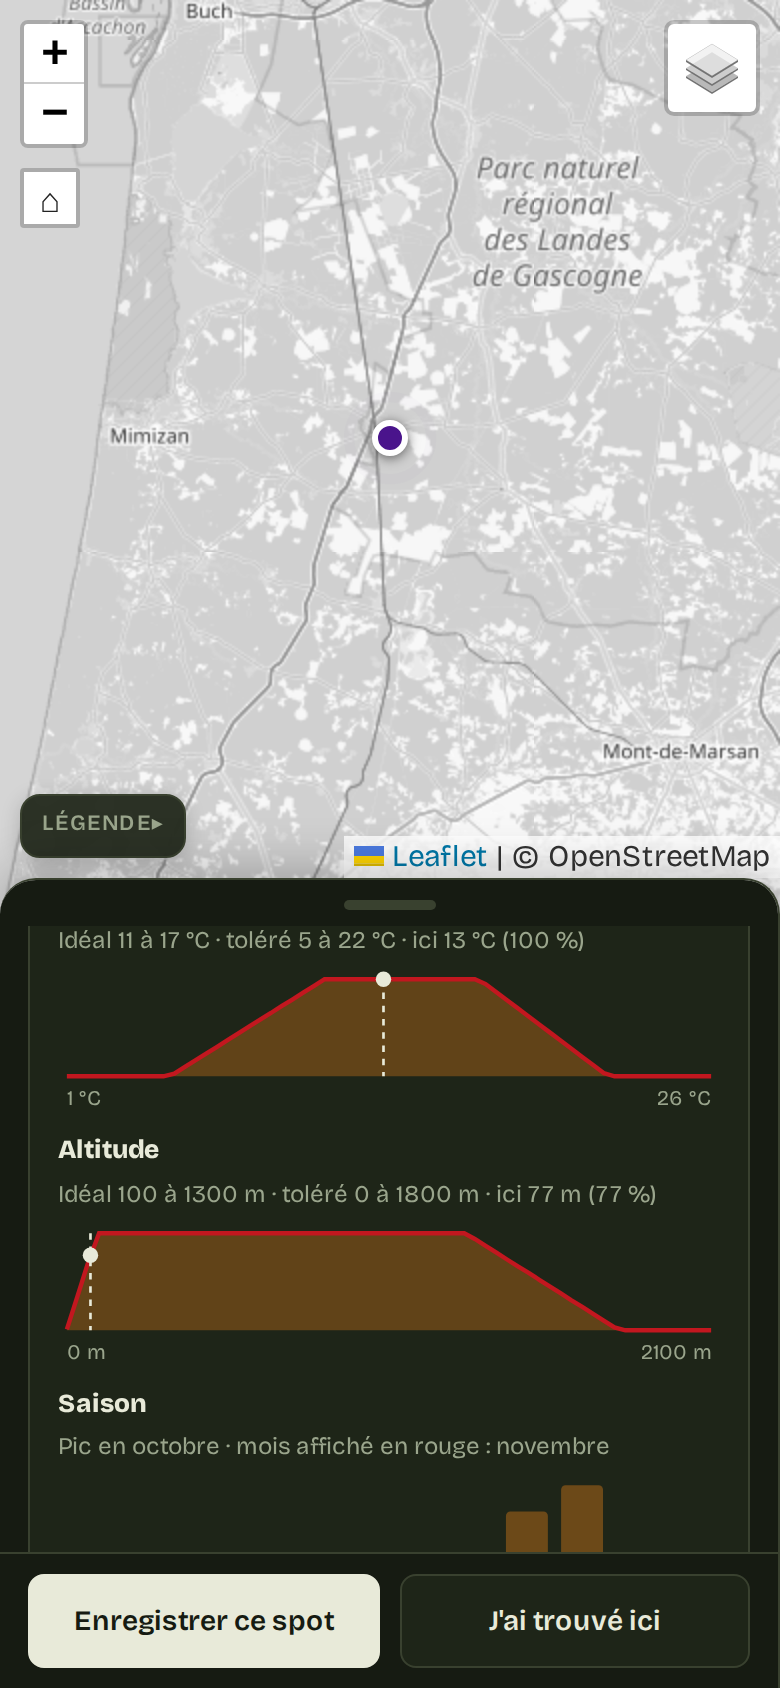 Bassin
d'Arcachon
Buch
+
−
Parc naturel
régional
des Landes
de Gascogne
Mimizan
Mont-de-Marsan
LÉGENDE▸
Leaflet | © OpenStreetMap
Idéal 11 à 17 °C · toléré 5 à 22 °C · ici 13 °C (100 %)
1 °C
26 °C
Altitude
Idéal 100 à 1300 m · toléré 0 à 1800 m · ici 77 m (77 %)
0 m
2100 m
Saison
Pic en octobre · mois affiché en rouge : novembre
Enregistrer ce spot
J'ai trouvé ici